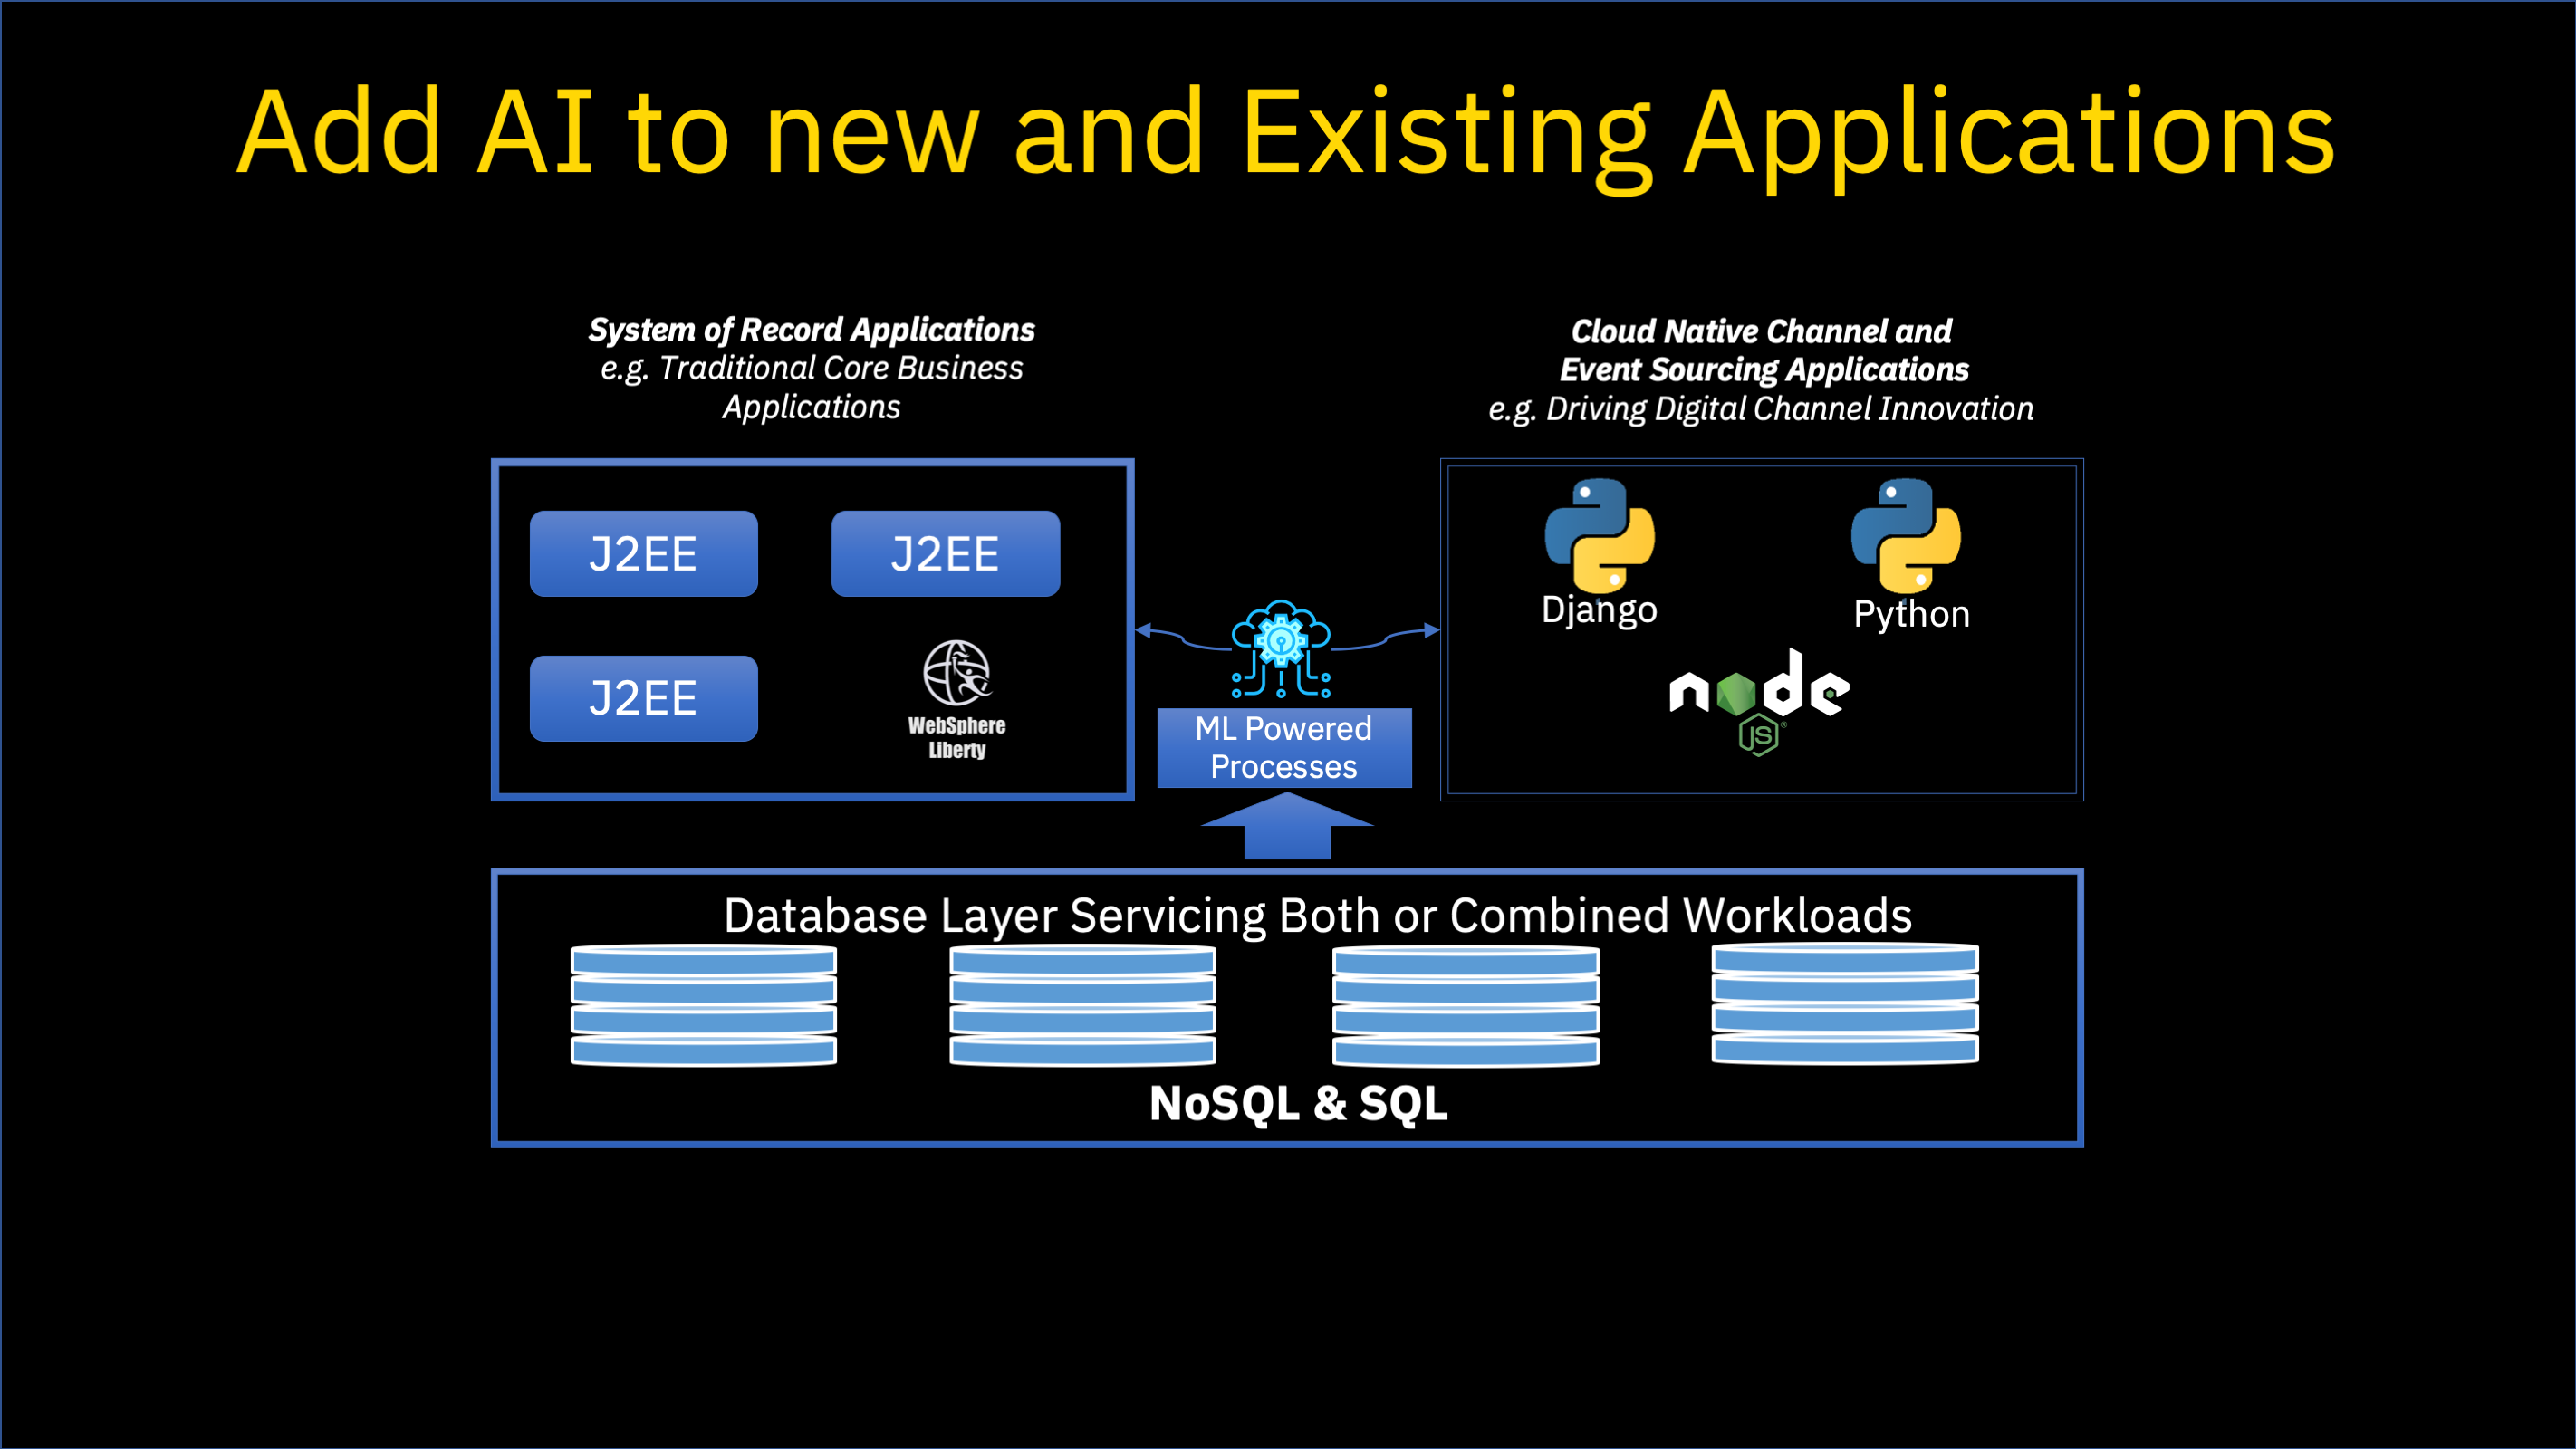 Add AI to new and Existing Applications
System of Record Applications
e.g. Traditional Core Business
Applications
Cloud Native Channel and
Event Sourcing Applications
e.g. Driving Digital Channel Innovation
J2EE
J2EE
J2EE
WebSphere
Liberty
ML Powered
Processes
Django
Python
node
JS®
Database Layer Servicing Both or Combined Workloads
NoSQL & SQL